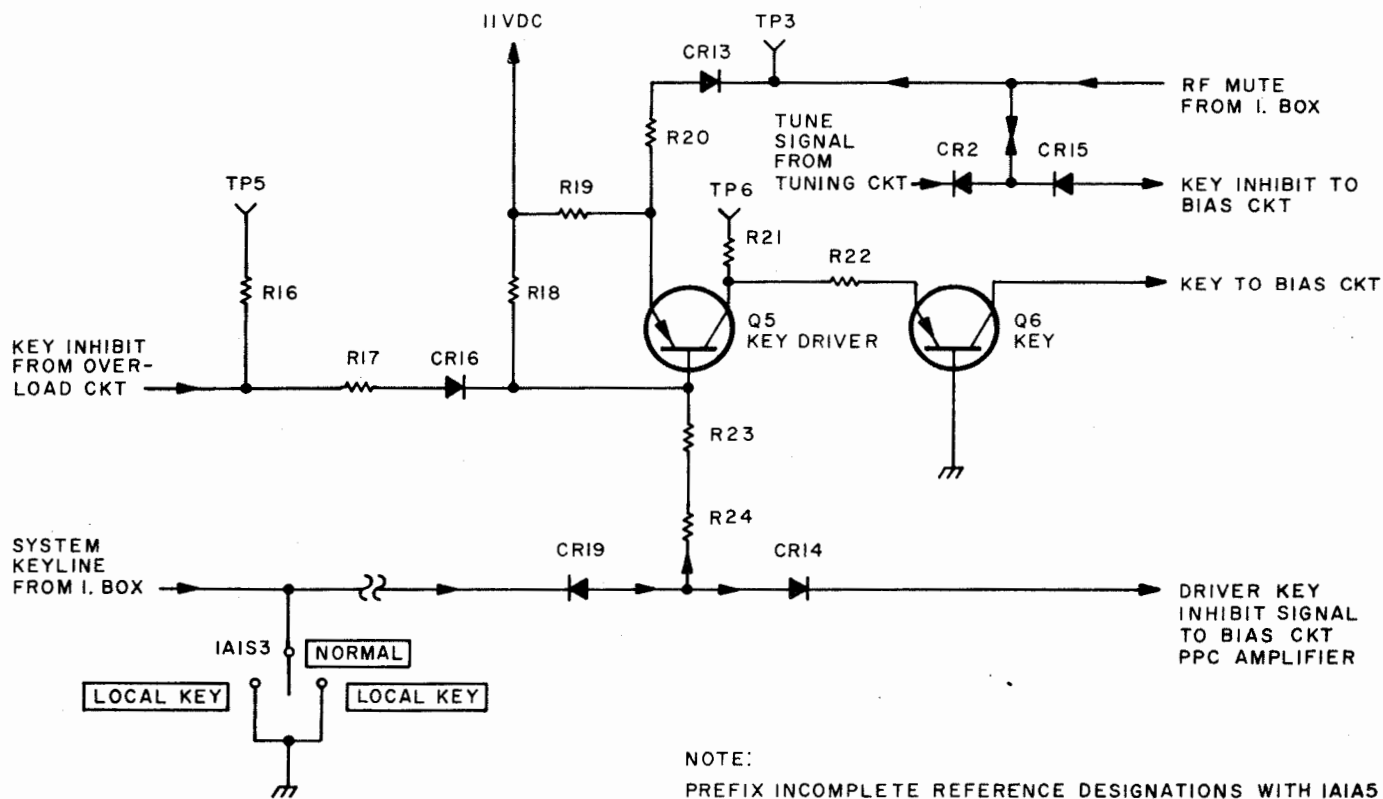 11VDC
TP3
CR13
RF MUTE
FROM I. BOX
TUNE
SIGNAL
FROM
TUNING CKT
R20
CR2
CR15
KEY INHIBIT TO
BIAS CKT
TP5
R19
TP6
R21
R22
R16
R18
KEY TO BIAS CKT
Q5
KEY DRIVER
Q6
KEY
KEY INHIBIT
FROM OVER-
LOAD CKT
R17
CR16
R23
R24
SYSTEM
KEYLINE
FROM I. BOX
CR19
CR14
DRIVER KEY
INHIBIT SIGNAL
TO BIAS CKT
PPC AMPLIFIER
1A1S3
NORMAL
LOCAL KEY
LOCAL KEY
NOTE:
PREFIX INCOMPLETE REFERENCE DESIGNATIONS WITH 1A1A5